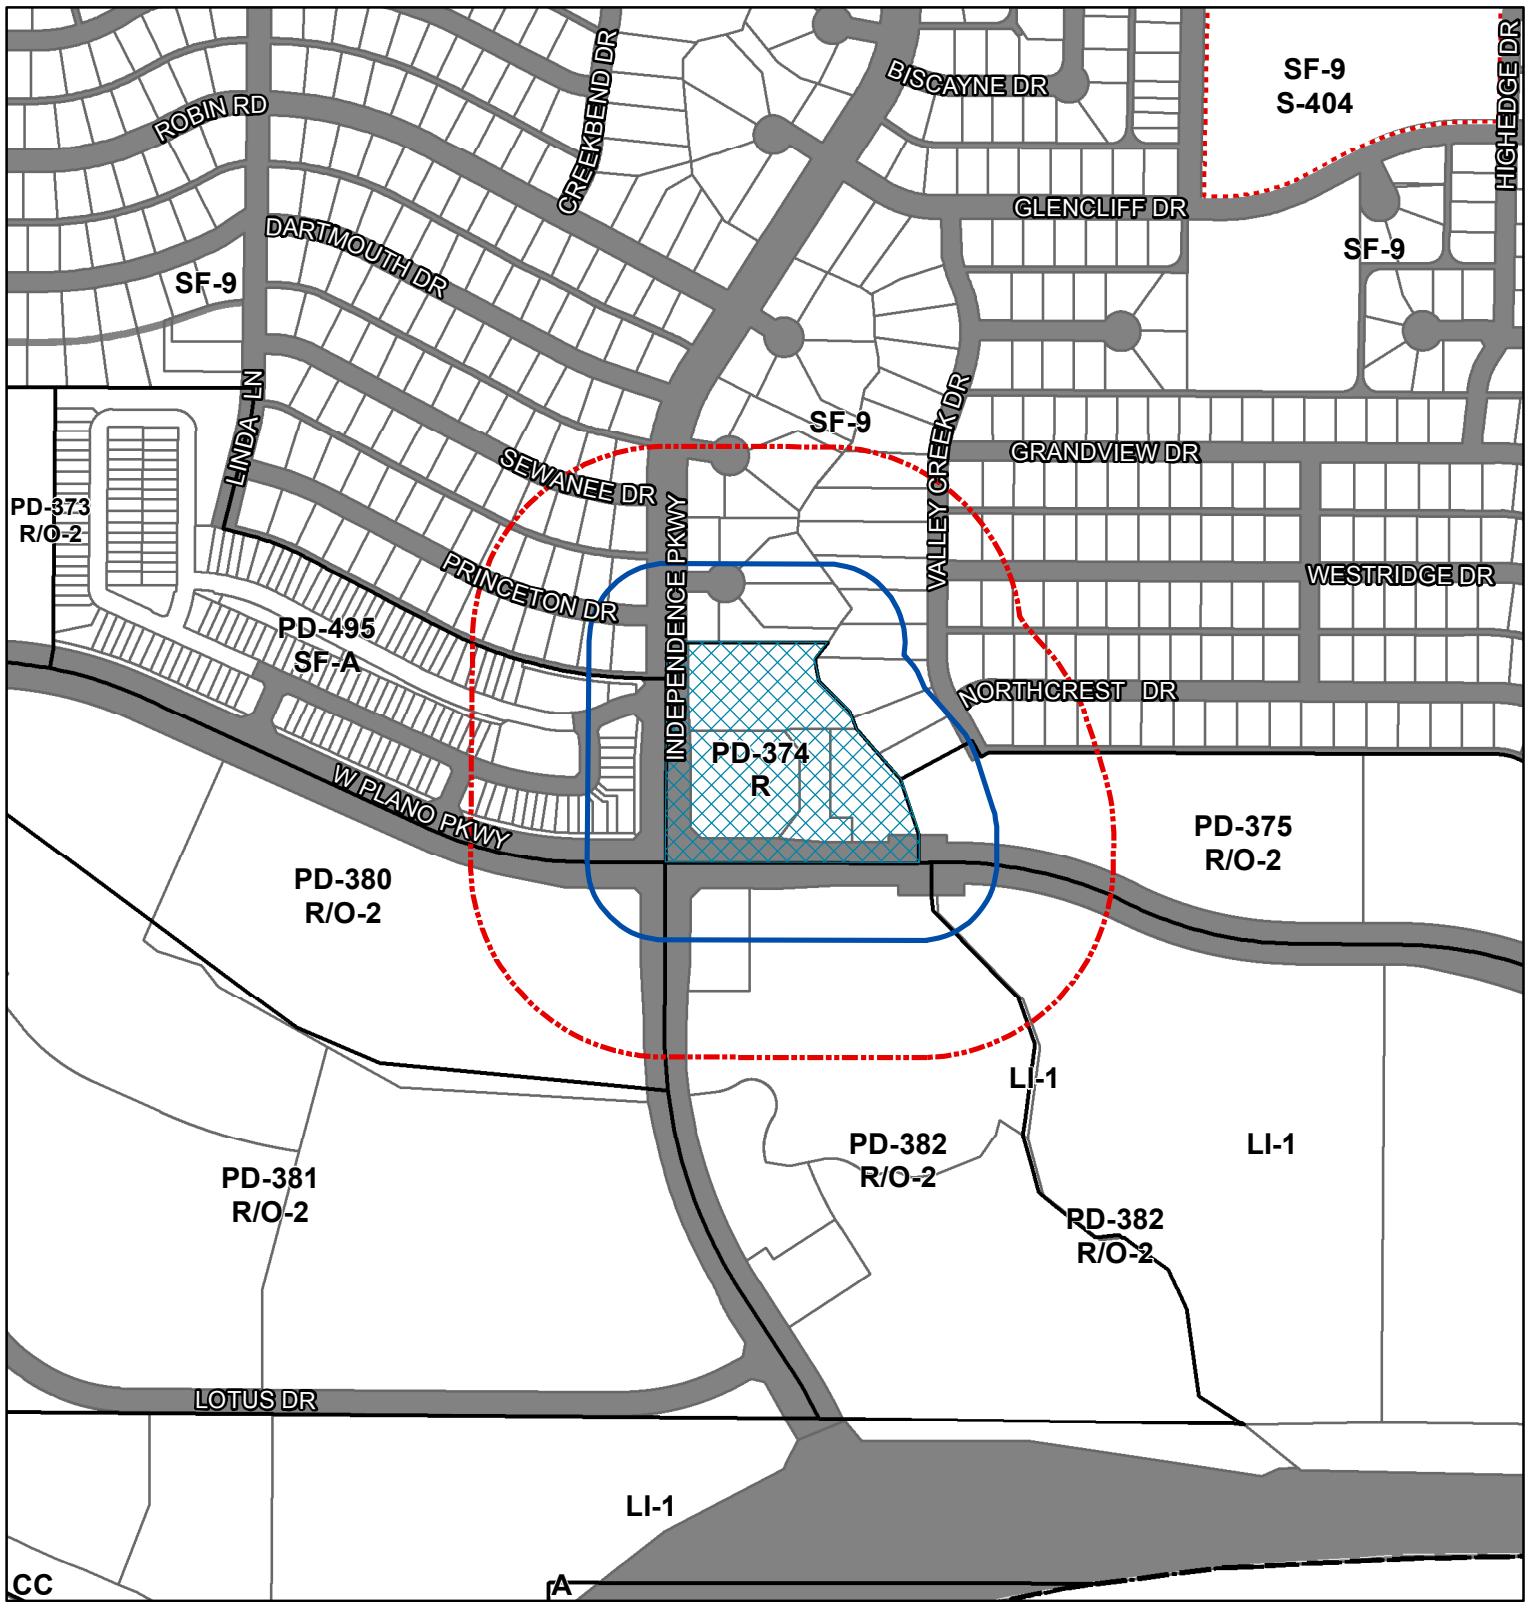 BISCAYNE DR
SF-9
S-404
HIGHEDGE DR
ROBIN RD
CREEKBEND DR
GLENCLIFF DR
DARTMOUTH DR
SF-9
SF-9
LINDA LN
SF-9
VALLEY CREEK DR
GRANDVIEW DR
SEWANEE DR
PD-373
R/O-2
INDEPENDENCE PKWY
PRINCETON DR
WESTRIDGE DR
PD-495
SF-A
NORTHCREST DR
PD-374
R
W PLANO PKWY
PD-375
R/O-2
PD-380
R/O-2
LI-1
PD-382
R/O-2
LI-1
PD-381
R/O-2
PD-382
R/O-2
LOTUS DR
LI-1
CC
A